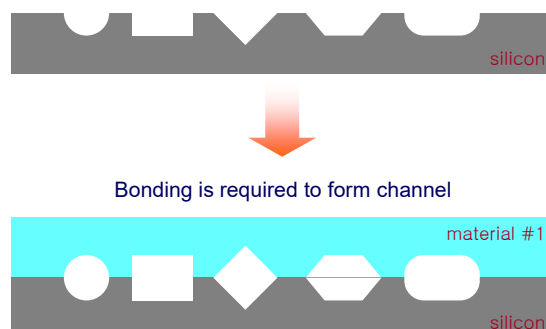 silicon
Bonding is required to form channel
material #1
silicon